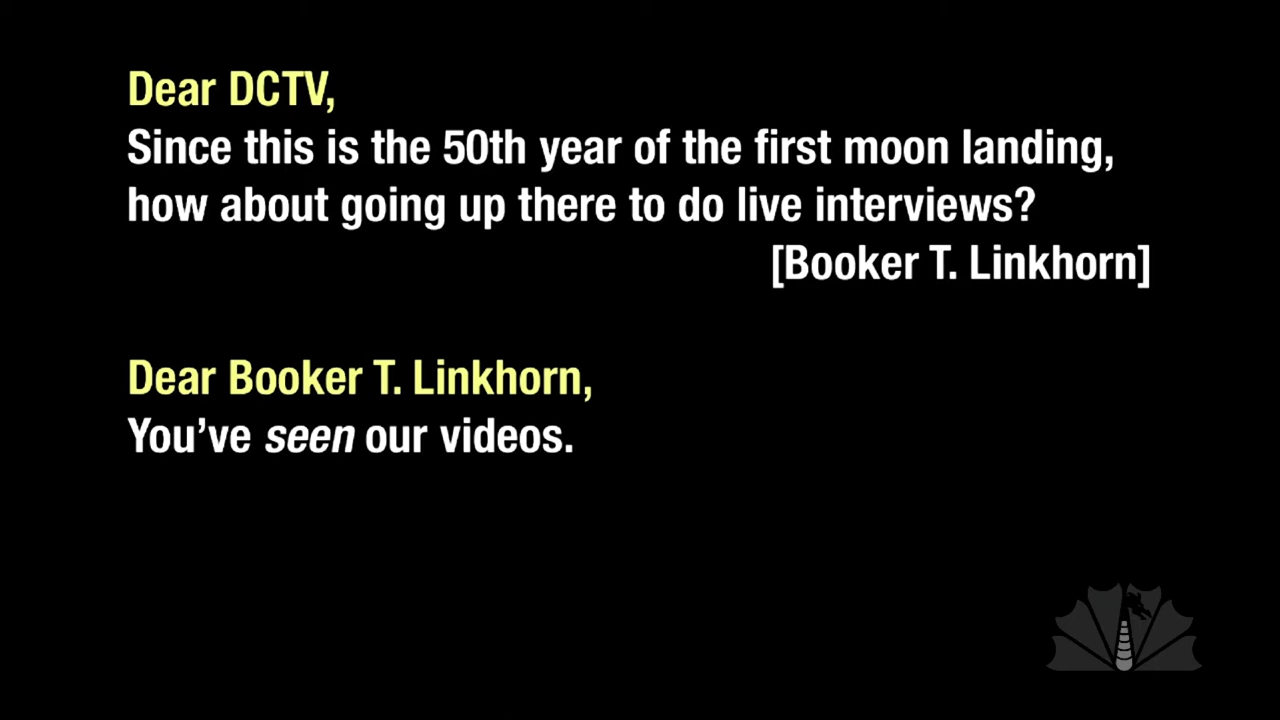 Dear DCTV,
Since this is the 50th year of the first moon landing,
how about going up there to do live interviews?
[Booker T. Linkhorn]
Dear Booker T. Linkhorn,
You’ve seen our videos.